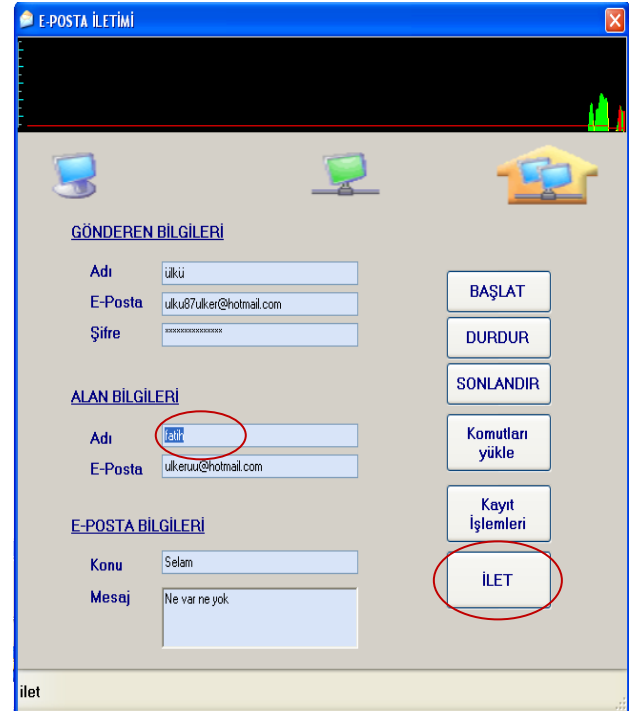 E-POSTA İLETİMİ
GÖNDEREN BİLGİLERİ
Adı ülkü
E-Posta ulku87ulker@hotmail.com
Şifre xxxxxxxxxxxxxxx
ALAN BİLGİLERİ
Adı fatih
E-Posta ulkeruu@hotmail.com
E-POSTA BİLGİLERİ
Konu Selam
Mesaj Ne var ne yok
BAŞLAT
DURDUR
SONLANDIR
Komutları
yükle
Kayıt
İşlemleri
İLET
ilet